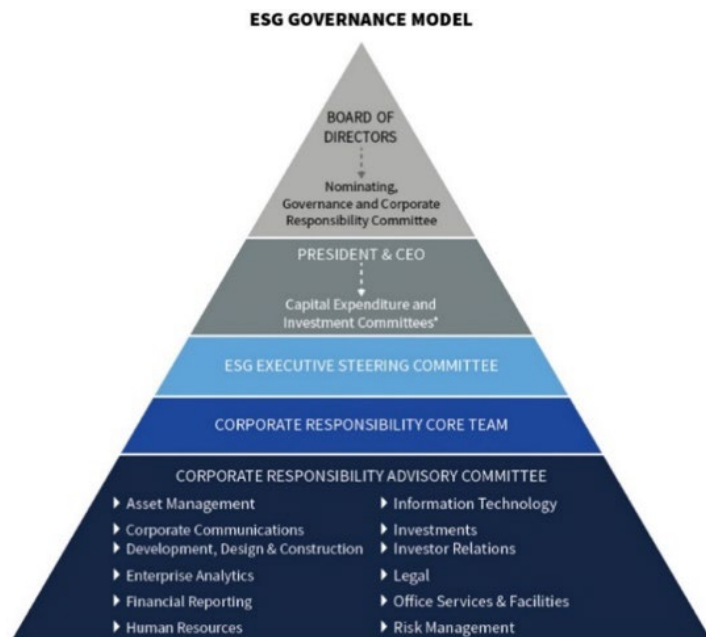 ESG GOVERNANCE MODEL
BOARD OF
DIRECTORS
Nominating,
Governance and Corporate
Responsibility Committee
PRESIDENT & CEO
Capital Expenditure and
Investment Committees*
ESG EXECUTIVE STEERING COMMITTEE
CORPORATE RESPONSIBILITY CORE TEAM
CORPORATE RESPONSIBILITY ADVISORY COMMITTEE
Asset Management
Corporate Communications
Development, Design & Construction
Enterprise Analytics
Financial Reporting
Human Resources
Information Technology
Investments
Investor Relations
Legal
Office Services & Facilities
Risk Management